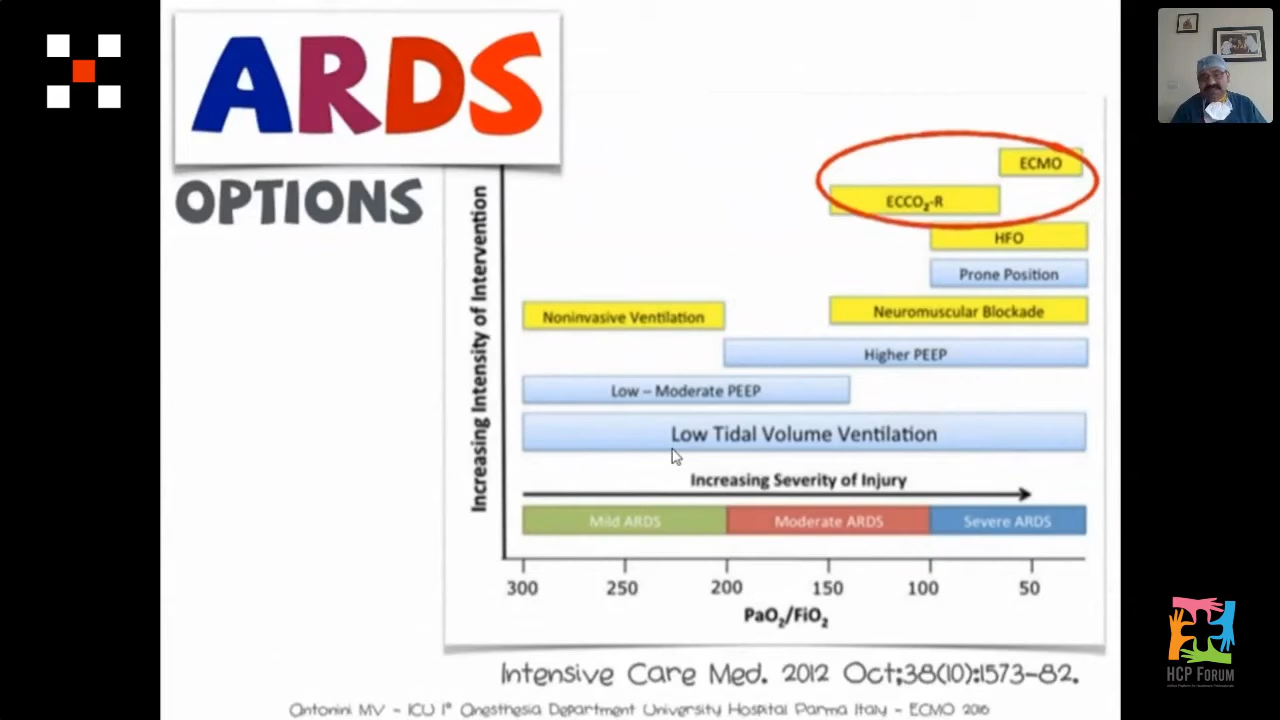 ARDS
OPTIONS
Increasing Intensity of Intervention
ECMO
ECCO₂-R
HFO
Prone Position
Noninvasive Ventilation
Neuromuscular Blockade
Higher PEEP
Low – Moderate PEEP
Low Tidal Volume Ventilation
Increasing Severity of Injury
Mild ARDS Moderate ARDS Severe ARDS
300 250 200 150 100 50
PaO₂/FiO₂
Intensive Care Med. 2012 Oct;38(10):1573-82.
Antonini MV - ICU 1° Anesthesia Department University Hospital Parma Italy - ECMO 2016
HCP FORUM